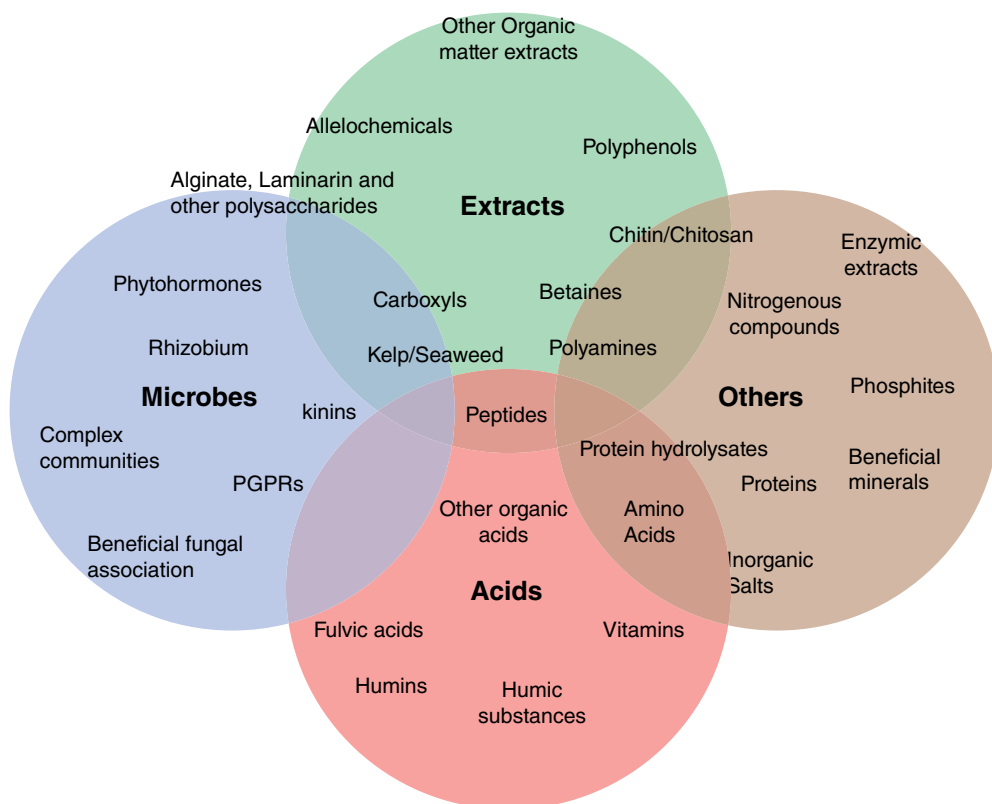 Other Organic
matter extracts
Allelochemicals
Polyphenols
Alginate, Laminarin and
other polysaccharides
Extracts
Chitin/Chitosan
Enzymic
extracts
Phytohormones
Carboxyls
Betaines
Nitrogenous
compounds
Rhizobium
Kelp/Seaweed
Polyamines
Microbes
Others
Phosphites
kinins
Peptides
Complex
communities
Protein hydrolysates
Beneficial
minerals
PGPRs
Proteins
Other organic
acids
Amino
Acids
Beneficial fungal
association
Inorganic
Salts
Acids
Fulvic acids
Vitamins
Humins
Humic
substances